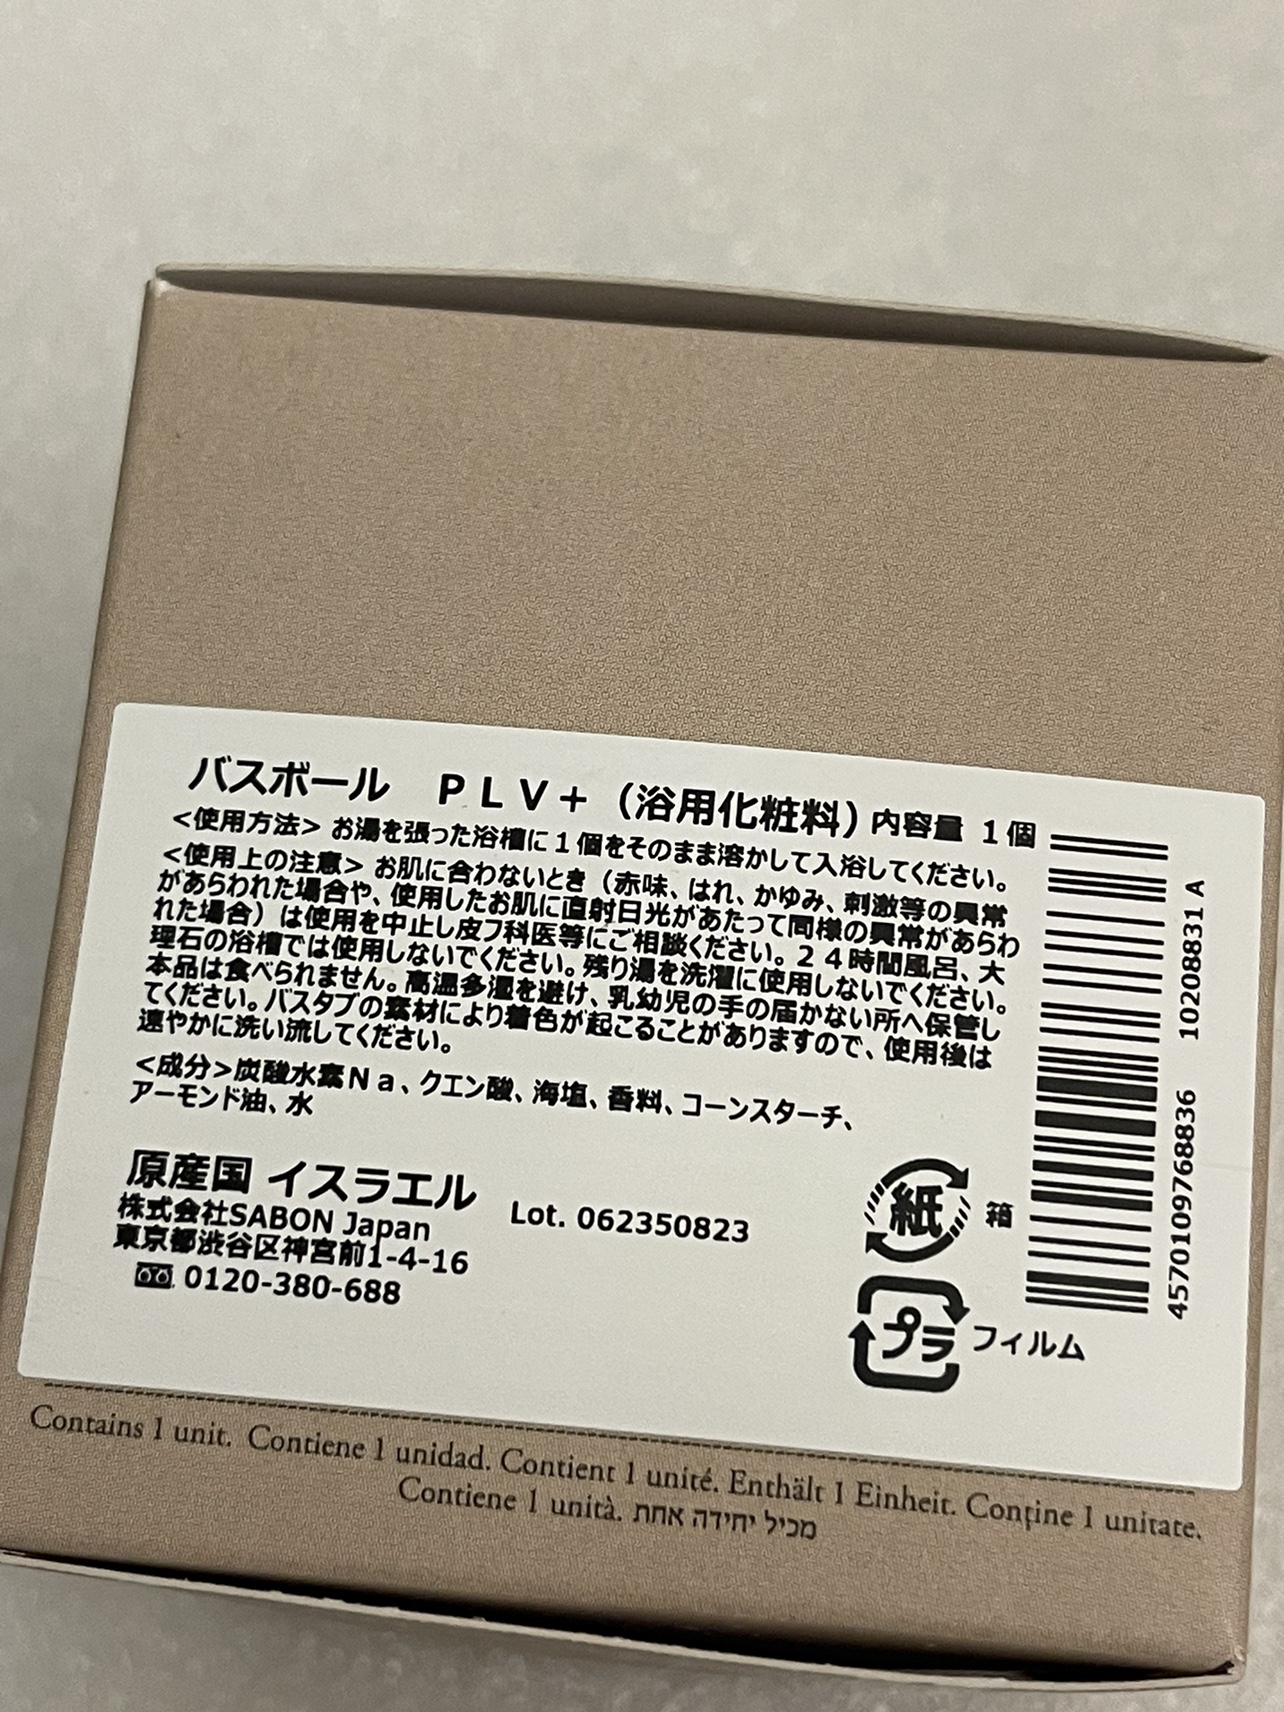 バスボール　ＰＬＶ＋（浴用化粧料）内容量 １個
<使用方法> お湯を張った浴槽に１個をそのまま溶かして入浴してください。
<使用上の注意> お肌に合わないとき（赤味、はれ、かゆみ、刺激等の異常
があらわれた場合や、使用したお肌に直射日光があたって同様の異常があらわ
れた場合）は使用を中止し皮フ科医等にご相談ください。２４時間風呂、大
理石の浴槽では使用しないでください。残り湯を洗濯に使用しないでください。
本品は食べられません。高温多湿を避け、乳幼児の手の届かない所へ保管し
てください。バスタブの素材により着色が起こることがありますので、使用後は
速やかに洗い流してください。
<成分>炭酸水素Ｎａ、クエン酸、海塩、香料、コーンスターチ、
アーモンド油、水
原産国 イスラエル
株式会社SABON Japan
東京都渋谷区神宮前1-4-16
0120-380-688
Lot. 062350823
紙 箱
プラ フィルム
4570109768836 102088831 A
Contains 1 unit. Contiene 1 unidad. Contient 1 unité. Enthält 1 Einheit. Conține 1 unitate.
Contiene 1 unità. מכיל יחידה אחת